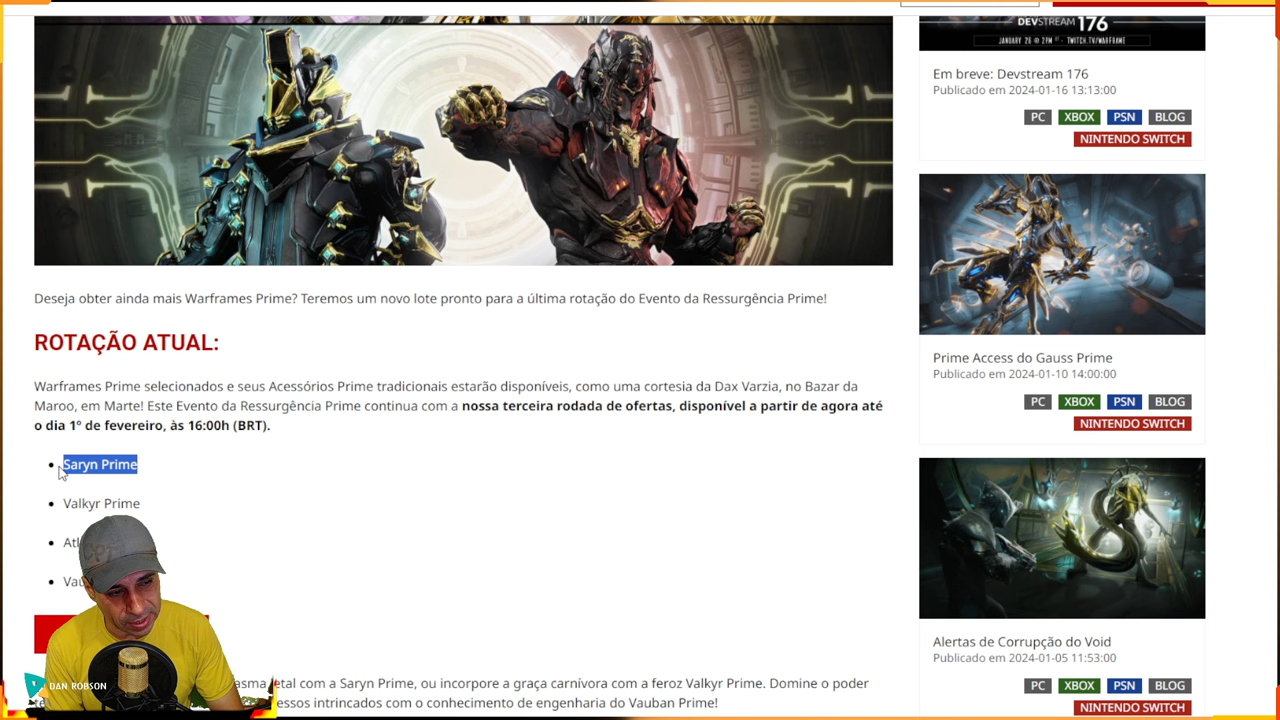 DEVSTREAM 176
JANUARY 26 @ 2PM ET - TWITCH.TV/WARFRAME
Em breve: Devstream 176
Publicado em 2024-01-16 13:13:00
PC XBOX PSN BLOG
NINTENDO SWITCH
Prime Access do Gauss Prime
Publicado em 2024-01-10 14:00:00
PC XBOX PSN BLOG
NINTENDO SWITCH
Alertas de Corrupção do Void
Publicado em 2024-01-05 11:53:00
PC XBOX PSN BLOG
NINTENDO SWITCH
Deseja obter ainda mais Warframes Prime? Teremos um novo lote pronto para a última rotação do Evento da Ressurgência Prime!
ROTAÇÃO ATUAL:
Warframes Prime selecionados e seus Acessórios Prime tradicionais estarão disponíveis, como uma cortesia da Dax Varzia, no Bazar da
Maroo, em Marte! Este Evento da Ressurgência Prime continua com a nossa terceira rodada de ofertas, disponível a partir de agora até
o dia 1º de fevereiro, às 16:00h (BRT).
Saryn Prime
Valkyr Prime
Atl
Vau
asma letal com a Saryn Prime, ou incorpore a graça carnívora com a feroz Valkyr Prime. Domine o poder
essos intrincados com o conhecimento de engenharia do Vauban Prime!
DAN ROBSON